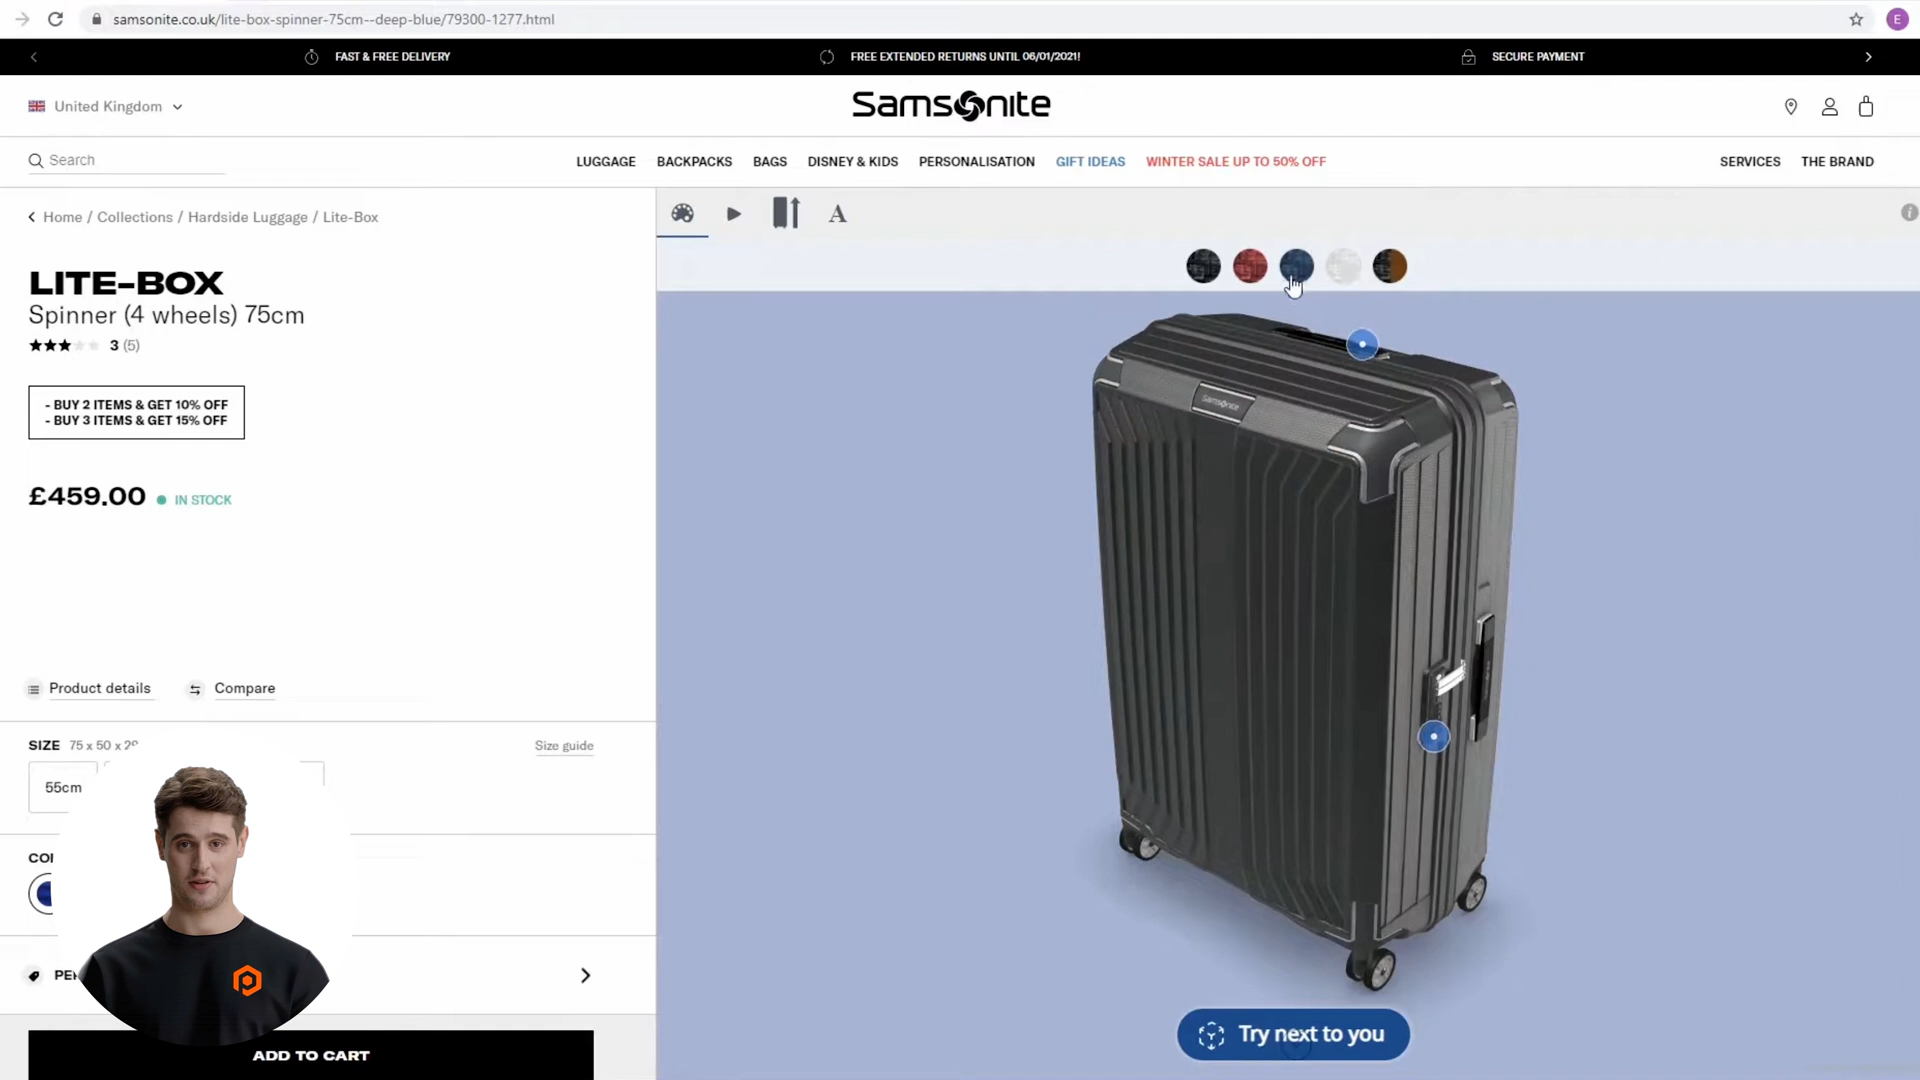 samsonite.co.uk/lite-box-spinner-75cm--deep-blue/79300-1277.html
E
FAST & FREE DELIVERY
FREE EXTENDED RETURNS UNTIL 06/01/2021!
SECURE PAYMENT
United Kingdom
Samsonite
Search
LUGGAGE
BACKPACKS
BAGS
DISNEY & KIDS
PERSONALISATION
GIFT IDEAS
WINTER SALE UP TO 50% OFF
SERVICES
THE BRAND
Home / Collections / Hardside Luggage / Lite-Box
A
LITE-BOX
Spinner (4 wheels) 75cm
3 (5)
- BUY 2 ITEMS & GET 10% OFF
- BUY 3 ITEMS & GET 15% OFF
£459.00
IN STOCK
Samsonite
Product details
Compare
SIZE 75 x 50 x
Size guide
55cm
ADD TO CART
Try next to you